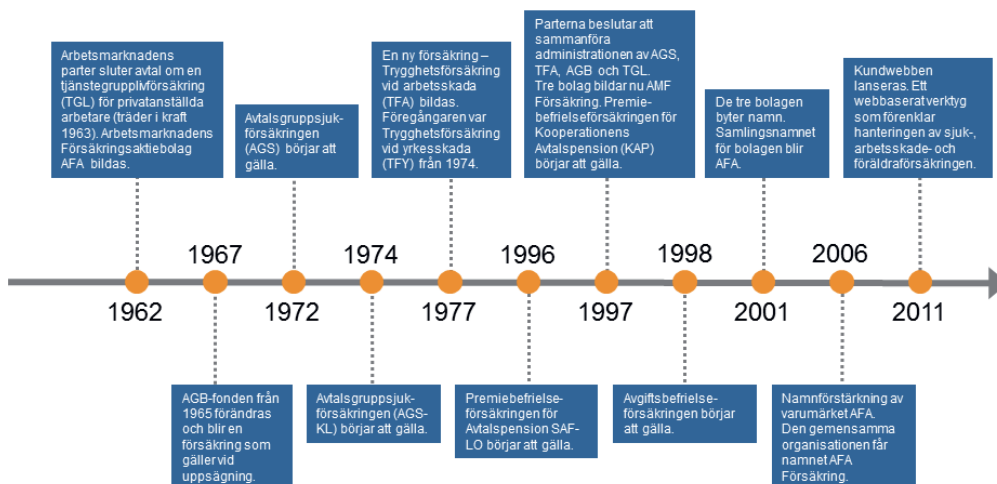 Arbetsmarknadens
parter sluter avtal om en
tjänstegrupplivförsäkring
(TGL) för privatanställda
arbetare (träder i kraft
1963). Arbetsmarknadens
Försäkringsaktiebolag
AFA bildas.
Avtalsgruppsjuk-
försäkringen
(AGS) börjar att
gälla.
En ny försäkring –
Trygghetsförsäkring
vid arbetsskada
(TFA) bildas.
Föregångaren var
Trygghetsförsäkring
vid yrkesskada
(TFY) från 1974.
Parterna beslutar att
sammanföra
administrationen av AGS,
TFA, AGB och TGL.
Tre bolag bildar nu AMF
Försäkring. Premie-
befrielseförsäkringen för
Kooperationens
Avtalspension (KAP)
börjar att gälla.
De tre bolagen
byter namn.
Samlingsnamnet
för bolagen blir
AFA.
Kundwebben
lanseras. Ett
webbaserat verktyg
som förenklar
hanteringen av sjuk-,
arbetsskade- och
föräldraförsäkringen.
1967
1974
1996
1998
2006
1962
1972
1977
1997
2001
2011
AGB-fonden från
1965 förändras
och blir en
försäkring som
gäller vid
uppsägning.
Avtalsgruppsjuk-
försäkringen (AGS-
KL) börjar att gälla.
Premiebefrielse-
försäkringen för
Avtalspension SAF-
LO börjar att gälla.
Avgiftsbefrielse-
försäkringen börjar
att gälla.
Namnförstärkning av
varumärket AFA.
Den gemensamma
organisationen får
namnet AFA
Försäkring.